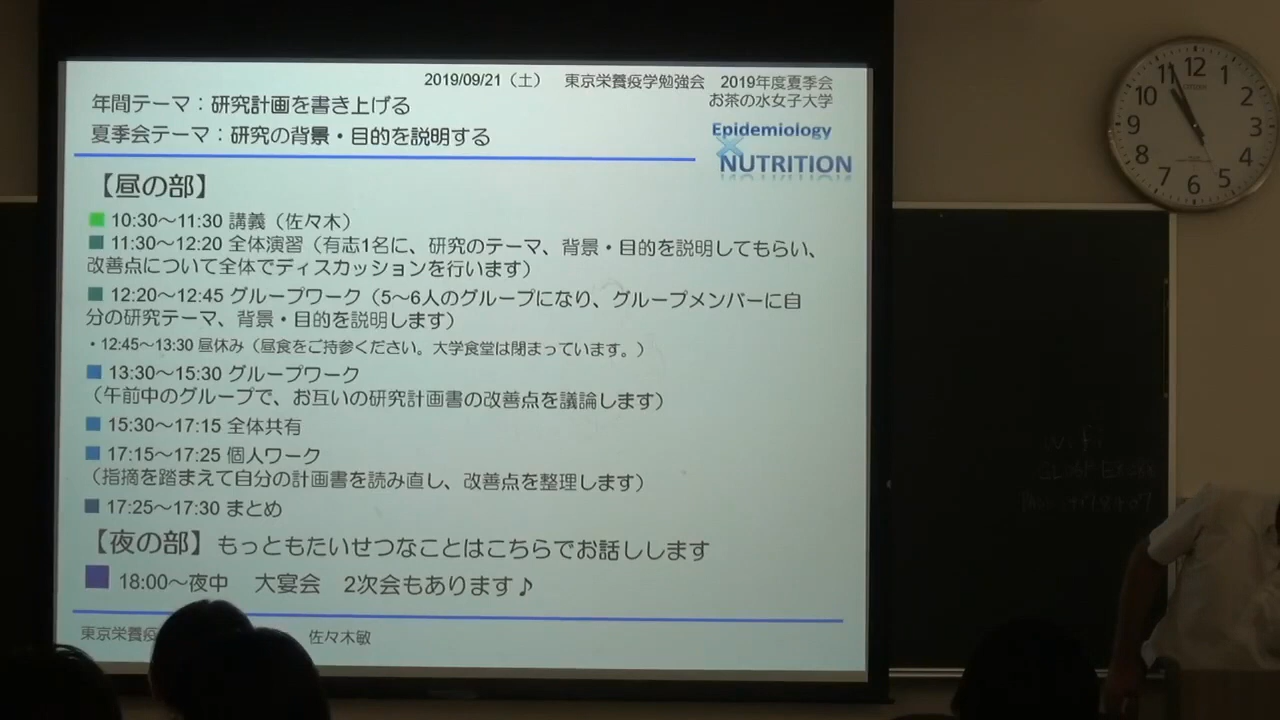 2019/09/21（土） 東京栄養疫学勉強会 2019年度夏季会
お茶の水女子大学
年間テーマ：研究計画を書き上げる
夏季会テーマ：研究の背景・目的を説明する
Epidemiology
NUTRITION
【昼の部】
10:30～11:30 講義（佐々木）
11:30～12:20 全体演習（有志1名に、研究のテーマ、背景・目的を説明してもらい、
改善点について全体でディスカッションを行います）
12:20～12:45 グループワーク（5～6人のグループになり、グループメンバーに自
分の研究テーマ、背景・目的を説明します）
・12:45～13:30 昼休み（昼食をご持参ください。大学食堂は閉まっています。）
13:30～15:30 グループワーク
（午前中のグループで、お互いの研究計画書の改善点を議論します）
15:30～17:15 全体共有
17:15～17:25 個人ワーク
（指摘を踏まえて自分の計画書を読み直し、改善点を整理します）
17:25～17:30 まとめ
【夜の部】もっともたいせつなことはこちらでお話しします
18:00～夜中 大宴会 2次会もあります♪
東京栄養疫 佐々木敏
12 1 2 3 4 5 6 7 8 9 10 11
CITIZEN